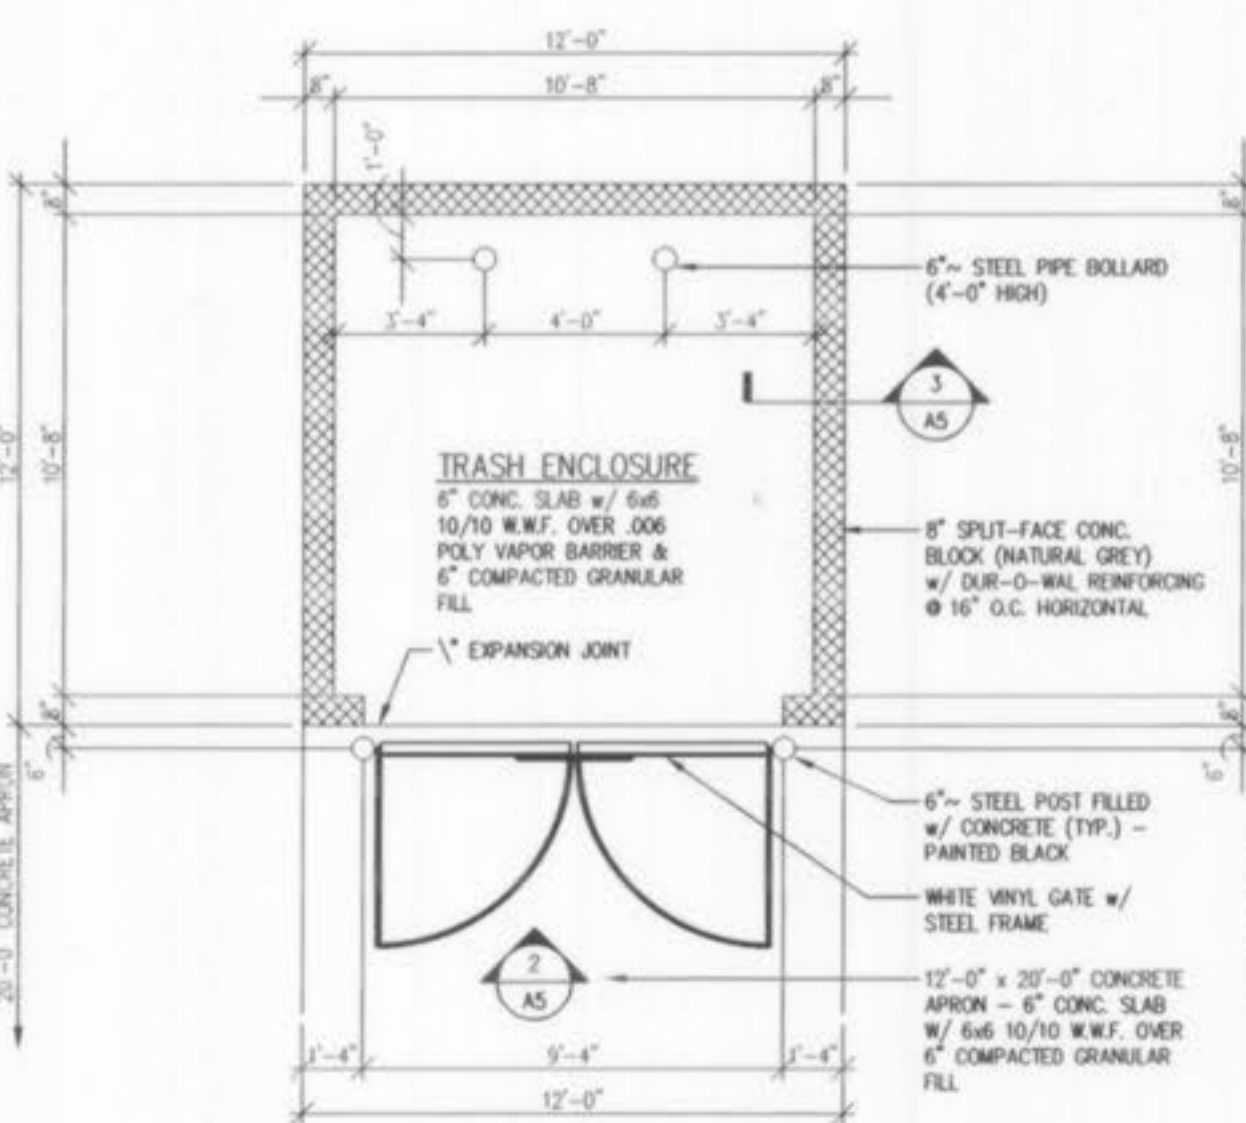 12'-0"
8"
10'-8"
8"
1'-0"
8"
8"
6"~ STEEL PIPE BOLLARD
(4'-0" HIGH)
3'-4"
4'-0"
3'-4"
3
A5
12'-0"
10'-8"
10'-8"
TRASH ENCLOSURE
6" CONC. SLAB w/ 6x6
10/10 W.W.F. OVER .006
POLY VAPOR BARRIER &
6" COMPACTED GRANULAR
FILL
8" SPLIT-FACE CONC.
BLOCK (NATURAL GREY)
w/ DUR-O-WAL REINFORCING
@ 16" O.C. HORIZONTAL
\" EXPANSION JOINT
8"
8"
6"
6"
20'-0" CONCRETE APRON
6"~ STEEL POST FILLED
w/ CONCRETE (TYP.) -
PAINTED BLACK
WHITE VINYL GATE w/
STEEL FRAME
2
A5
12'-0" x 20'-0" CONCRETE
APRON - 6" CONC. SLAB
W/ 6x6 10/10 W.W.F. OVER
6" COMPACTED GRANULAR
FILL
1'-4"
9'-4"
1'-4"
12'-0"